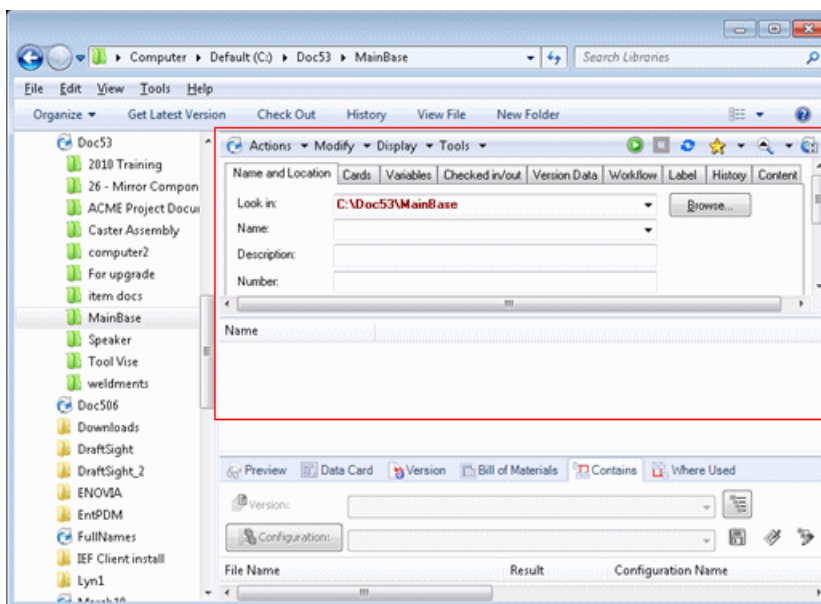 Computer Default (C:) Doc53 MainBase Search Libraries
File Edit View Tools Help
Organize Get Latest Version Check Out History View File New Folder
Doc53
2010 Training
26 - Mirror Compon
ACME Project Docu
Caster Assembly
computer2
For upgrade
item docs
MainBase
Speaker
Tool Vise
weldments
Doc506
Downloads
DraftSight
DraftSight_2
ENOVIA
EntPDM
FullNames
IEF Client install
Lyn1
March10
Actions Modify Display Tools
Name and Location Cards Variables Checked in/out Version Data Workflow Label History Content
Look in: C:\Doc53\MainBase Browse...
Name:
Description:
Number:
Name
Preview Data Card Version Bill of Materials Contains Where Used
Version:
Configuration:
File Name Result Configuration Name